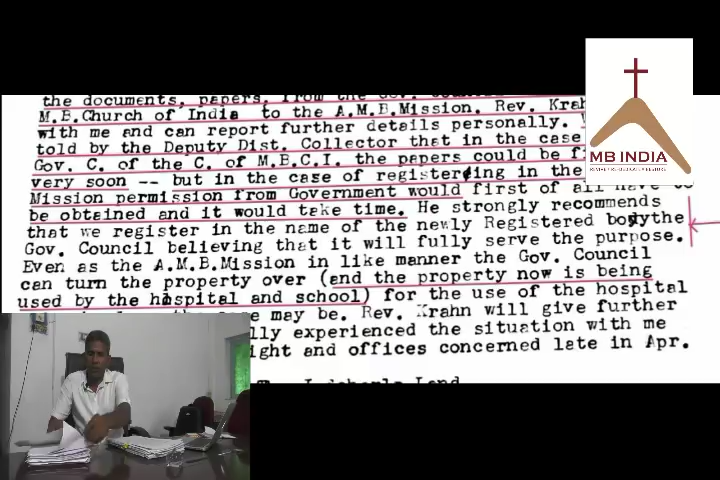 the documents, papers, from the Gov.
M.B.Church of India to the A.M.B.Mission. Rev. Krahn
with me and can report further details personally.
told by the Deputy Dist. Collector that in the case
Gov. C. of the C. of M.B.C.I. the papers could be
very soon -- but in the case of registering in the
Mission permission from Government would first of all have to
be obtained and it would take time. He strongly recommends
that we register in the name of the newly Registered body the
Gov. Council believing that it will fully serve the purpose.
Even as the A.M.B.Mission in like manner the Gov. Council
can turn the property over (and the property now is being
used by the hospital and school) for the use of the hospital
may be. Rev. Krahn will give further
experienced the situation with me
and offices concerned late in Apr.
Land
MB INDIA